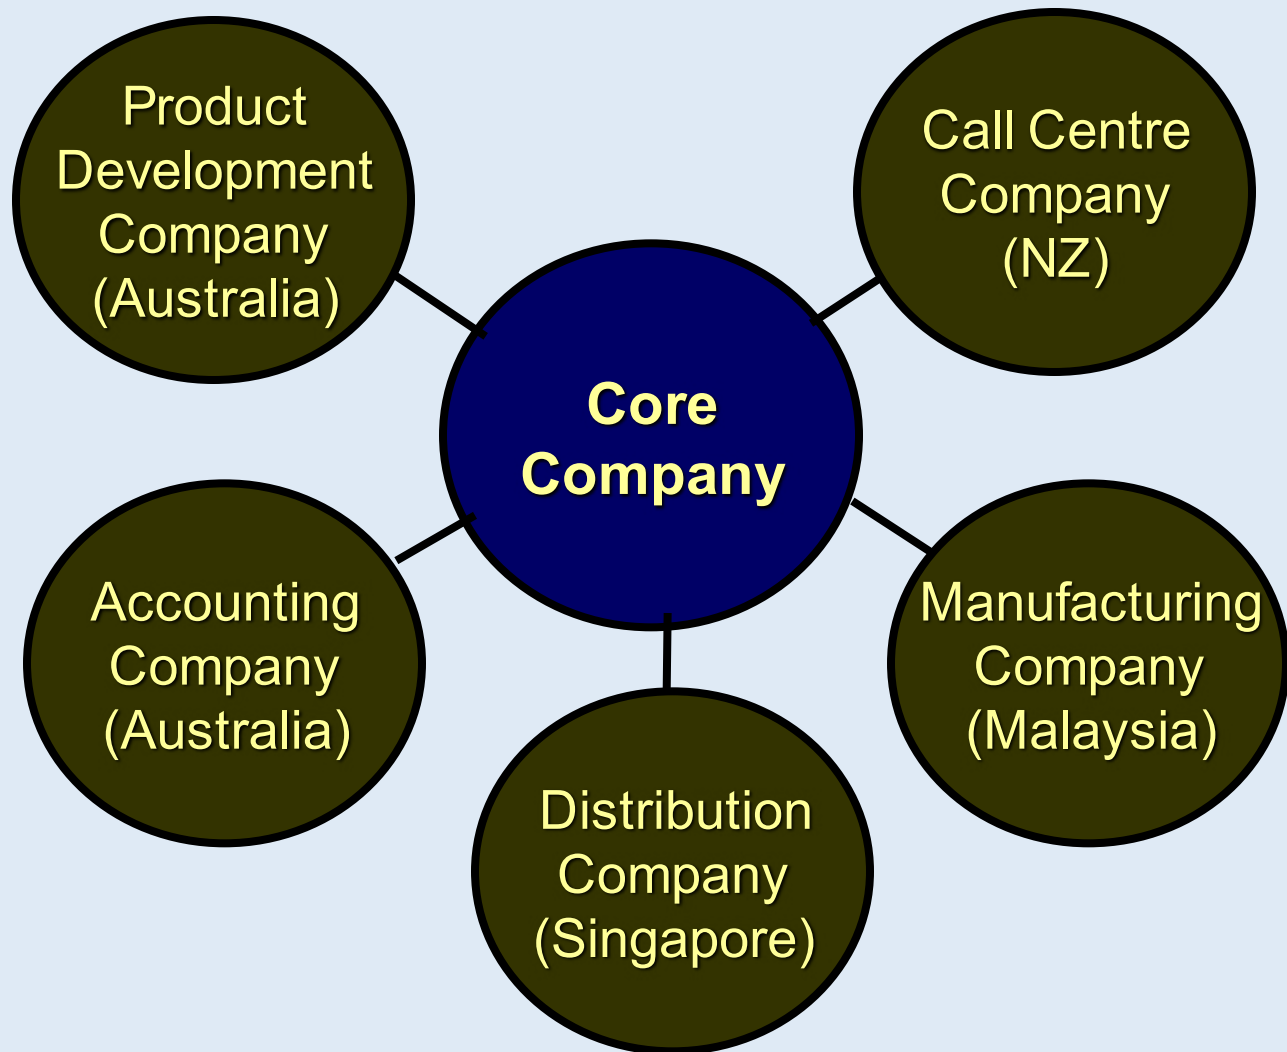 Product
Development
Company
(Australia)
Call Centre
Company
(NZ)
Core
Company
Accounting
Company
(Australia)
Manufacturing
Company
(Malaysia)
Distribution
Company
(Singapore)